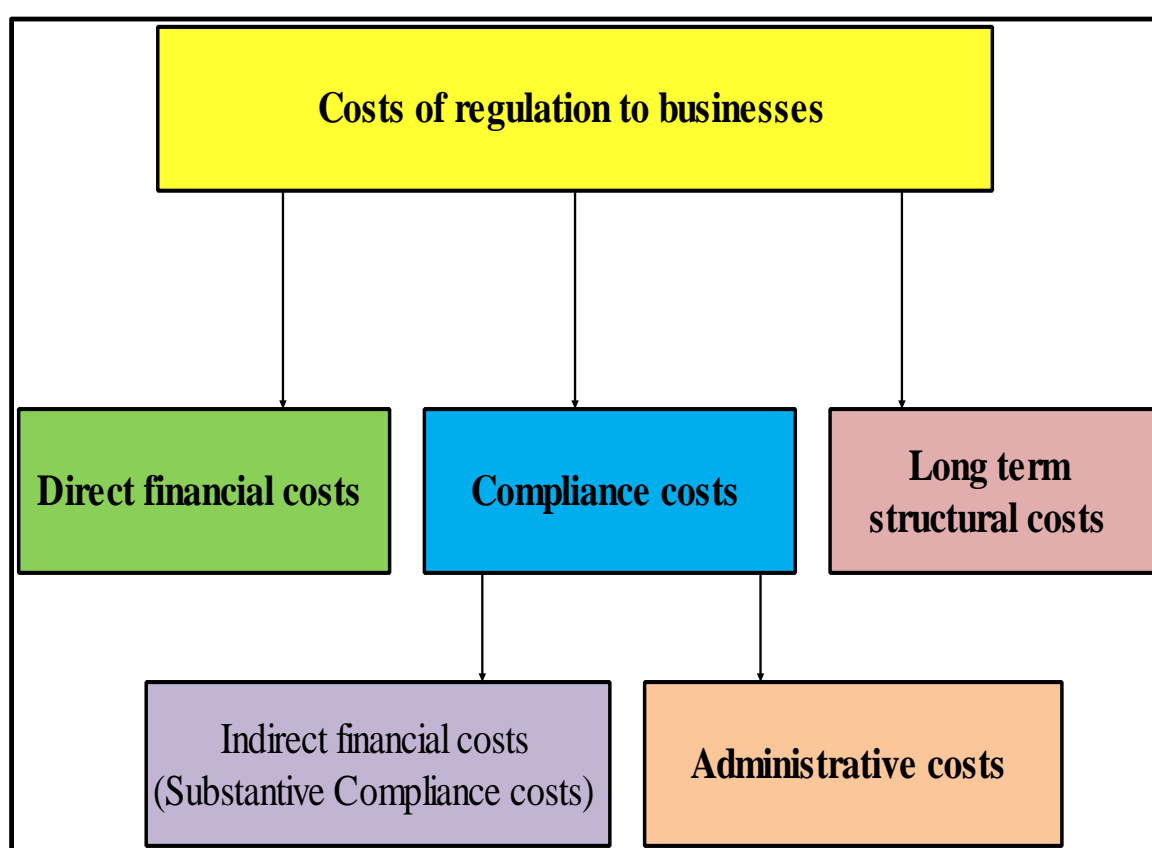 Costs of regulation to businesses
Direct financial costs
Compliance costs
Long term
structural costs
Indirect financial costs
(Substantive Compliance costs)
Administrative costs